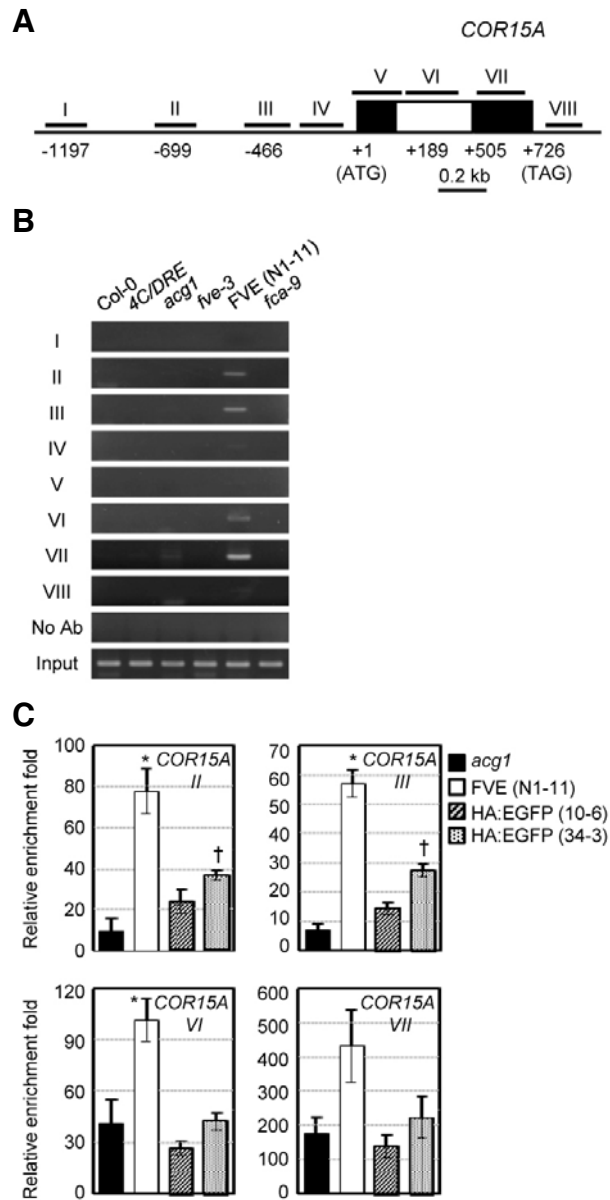 A
COR15A
I II III IV V VI VII VIII
-1197 -699 -466 +1 +189 +505 +726
(ATG) (TAG)
0.2 kb
B
Col-0 4C/DRE acg1 fve-3 FVE (N1-11) fca-9
I
II
III
IV
V
VI
VII
VIII
No Ab
Input
C
Relative enrichment fold
100
80
60
40
20
0
* COR15A
II
†
70
60
50
40
30
20
10
0
* COR15A
III
†
acg1
FVE (N1-11)
HA:EGFP (10-6)
HA:EGFP (34-3)
Relative enrichment fold
120
90
60
30
0
* COR15A
VI
600
500
400
300
200
100
0
COR15A
VII